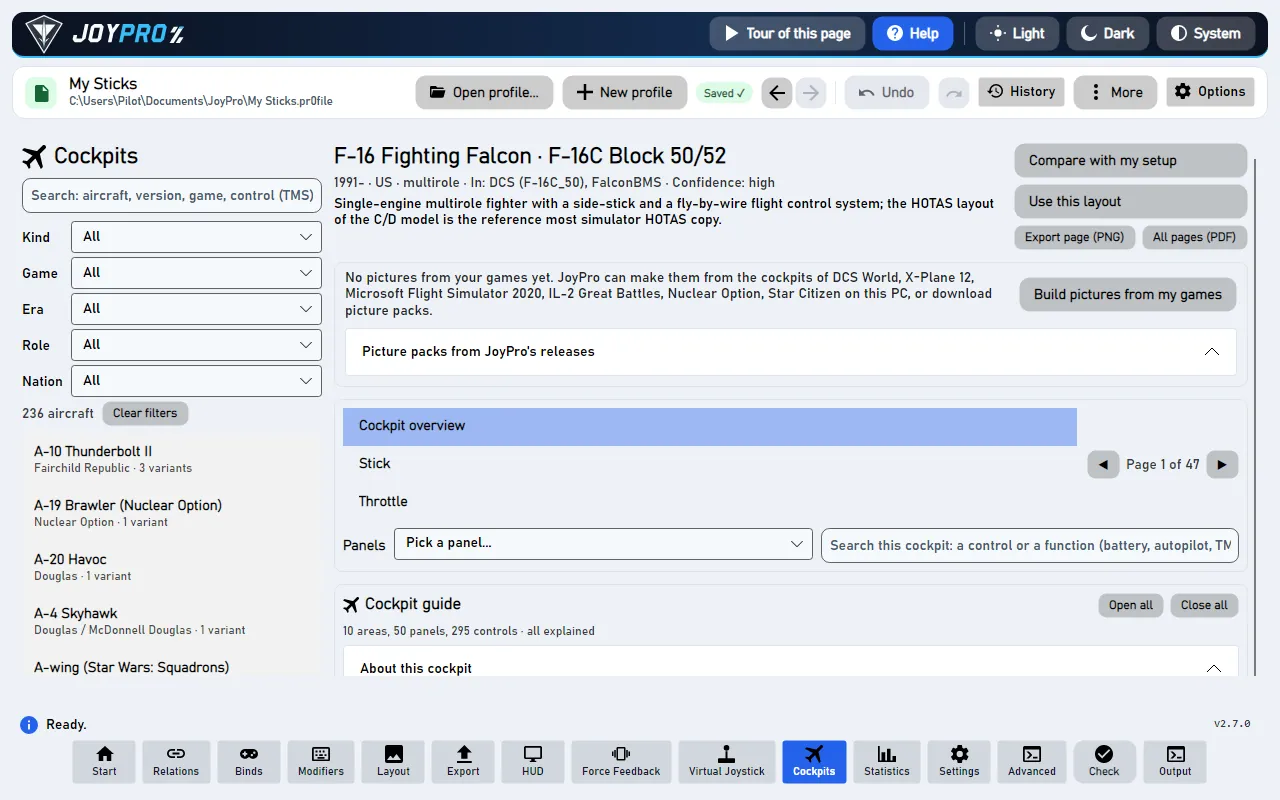 JOYPRO
Tour of this page
Help
Light
Dark
System
My Sticks
C:\Users\Pilot\Documents\JoyPro\My Sticks.pr0file
Open profile...
New profile
Saved ✓
Undo
History
More
Options
Cockpits
Search: aircraft, version, game, control (TMS)
Kind
All
Game
All
Era
All
Role
All
Nation
All
236 aircraft
Clear filters
A-10 Thunderbolt II
Fairchild Republic · 3 variants
A-19 Brawler (Nuclear Option)
Nuclear Option · 1 variant
A-20 Havoc
Douglas · 1 variant
A-4 Skyhawk
Douglas / McDonnell Douglas · 1 variant
A-wing (Star Wars: Squadrons)
F-16 Fighting Falcon · F-16C Block 50/52
1991- · US · multirole · In: DCS (F-16C_50), FalconBMS · Confidence: high
Single-engine multirole fighter with a side-stick and a fly-by-wire flight control system; the HOTAS layout
of the C/D model is the reference most simulator HOTAS copy.
Compare with my setup
Use this layout
Export page (PNG)
All pages (PDF)
No pictures from your games yet. JoyPro can make them from the cockpits of DCS World, X-Plane 12,
Microsoft Flight Simulator 2020, IL-2 Great Battles, Nuclear Option, Star Citizen on this PC, or download
picture packs.
Build pictures from my games
Picture packs from JoyPro's releases
Cockpit overview
Stick
Throttle
Page 1 of 47
Panels
Pick a panel...
Search this cockpit: a control or a function (battery, autopilot, TM
Cockpit guide
Open all
Close all
10 areas, 50 panels, 295 controls · all explained
About this cockpit
Ready.
v2.7.0
Start
Relations
Binds
Modifiers
Layout
Export
HUD
Force Feedback
Virtual Joystick
Cockpits
Statistics
Settings
Advanced
Check
Output